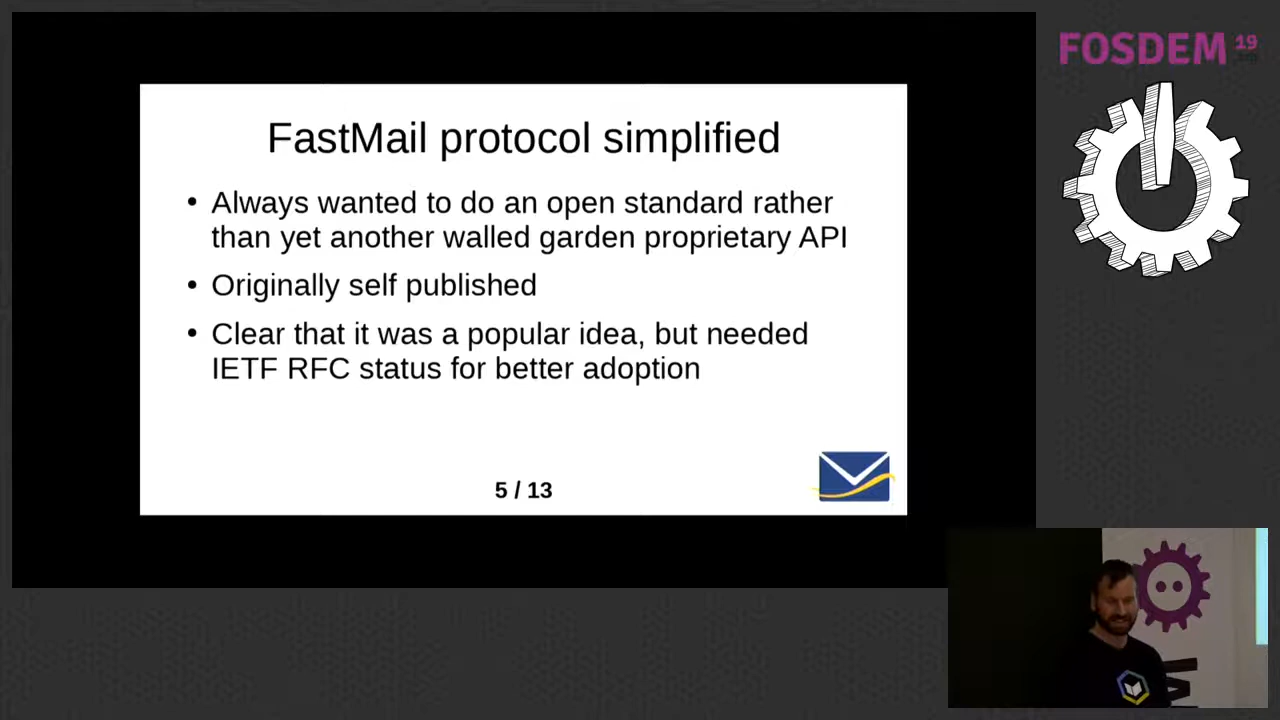 FOSDEM 19
FastMail protocol simplified
• Always wanted to do an open standard rather
than yet another walled garden proprietary API
• Originally self published
• Clear that it was a popular idea, but needed
IETF RFC status for better adoption
5 / 13